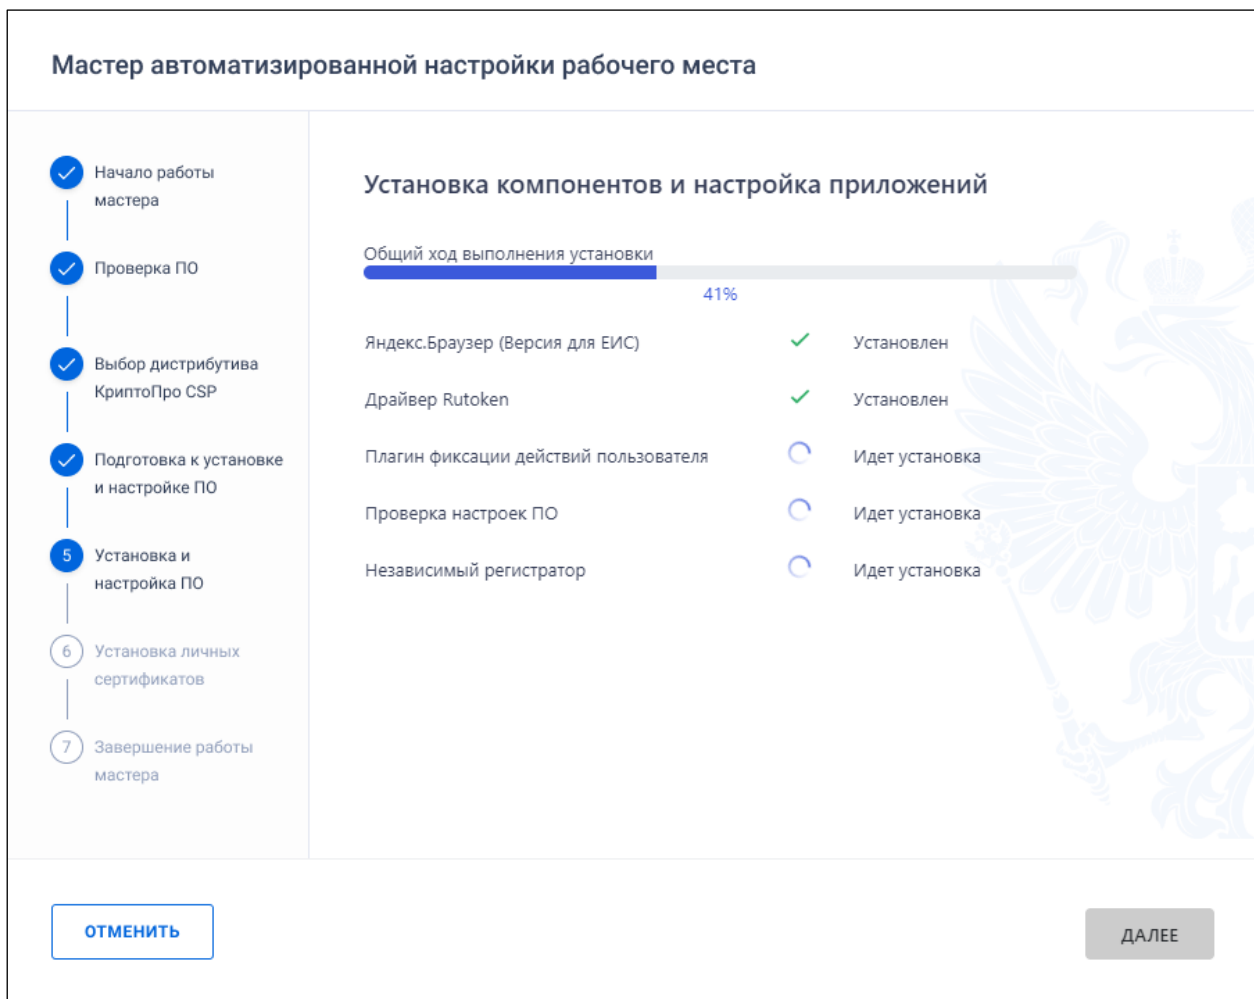 Мастер автоматизированной настройки рабочего места
Начало работы
мастера
Проверка ПО
Выбор дистрибутива
КриптоПро CSP
Подготовка к установке
и настройке ПО
5 Установка и
настройка ПО
6 Установка личных
сертификатов
7 Завершение работы
мастера
Установка компонентов и настройка приложений
Общий ход выполнения установки
41%
Яндекс.Браузер (Версия для ЕИС) Установлен
Драйвер Rutoken Установлен
Плагин фиксации действий пользователя Идет установка
Проверка настроек ПО Идет установка
Независимый регистратор Идет установка
ОТМЕНИТЬ
ДАЛЕЕ